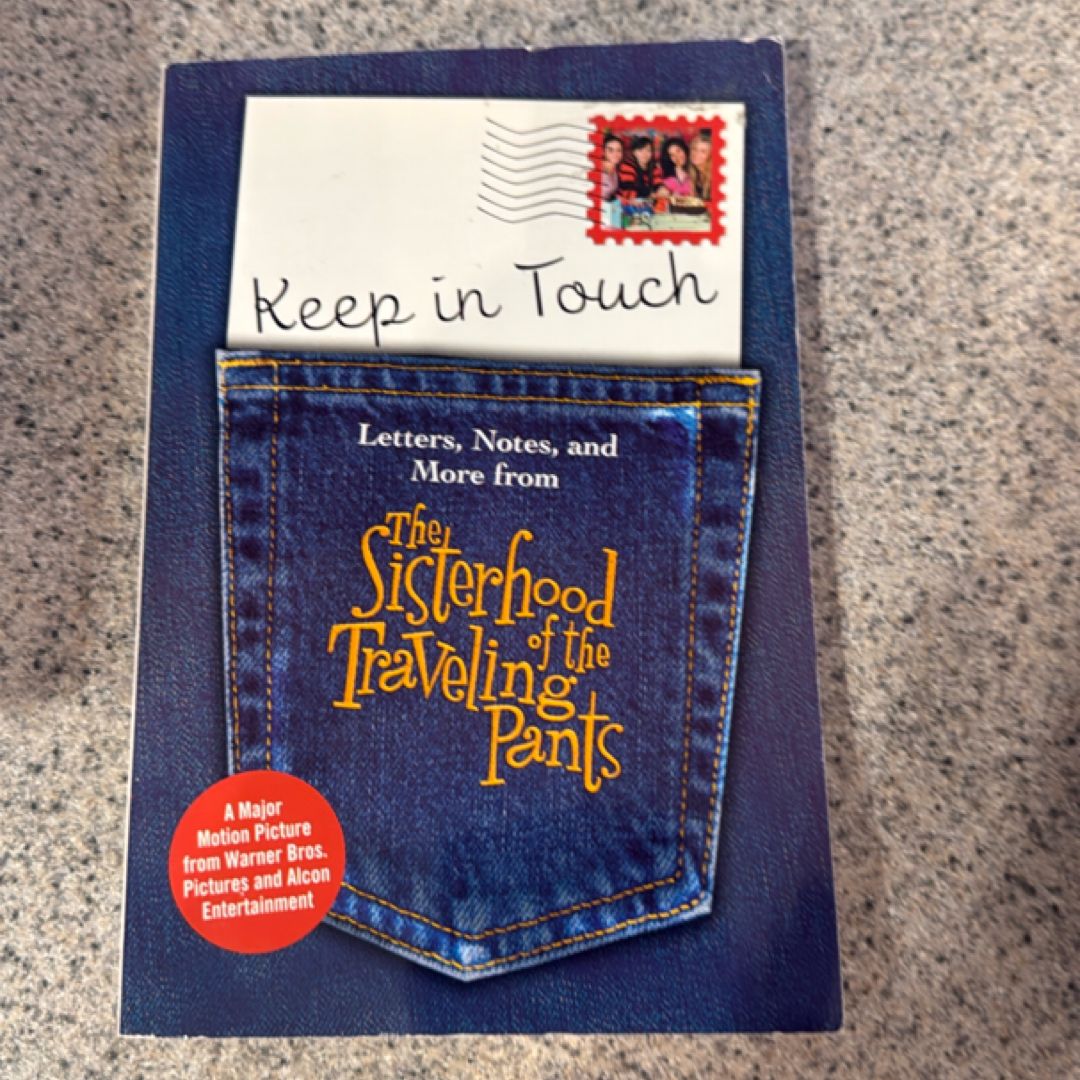 Keep in Touch
Letters, Notes, and
More from
The
Sisterhood
of the
Traveling
Pants
A Major
Motion Picture
from Warner Bros.
Pictures and Alcon
Entertainment